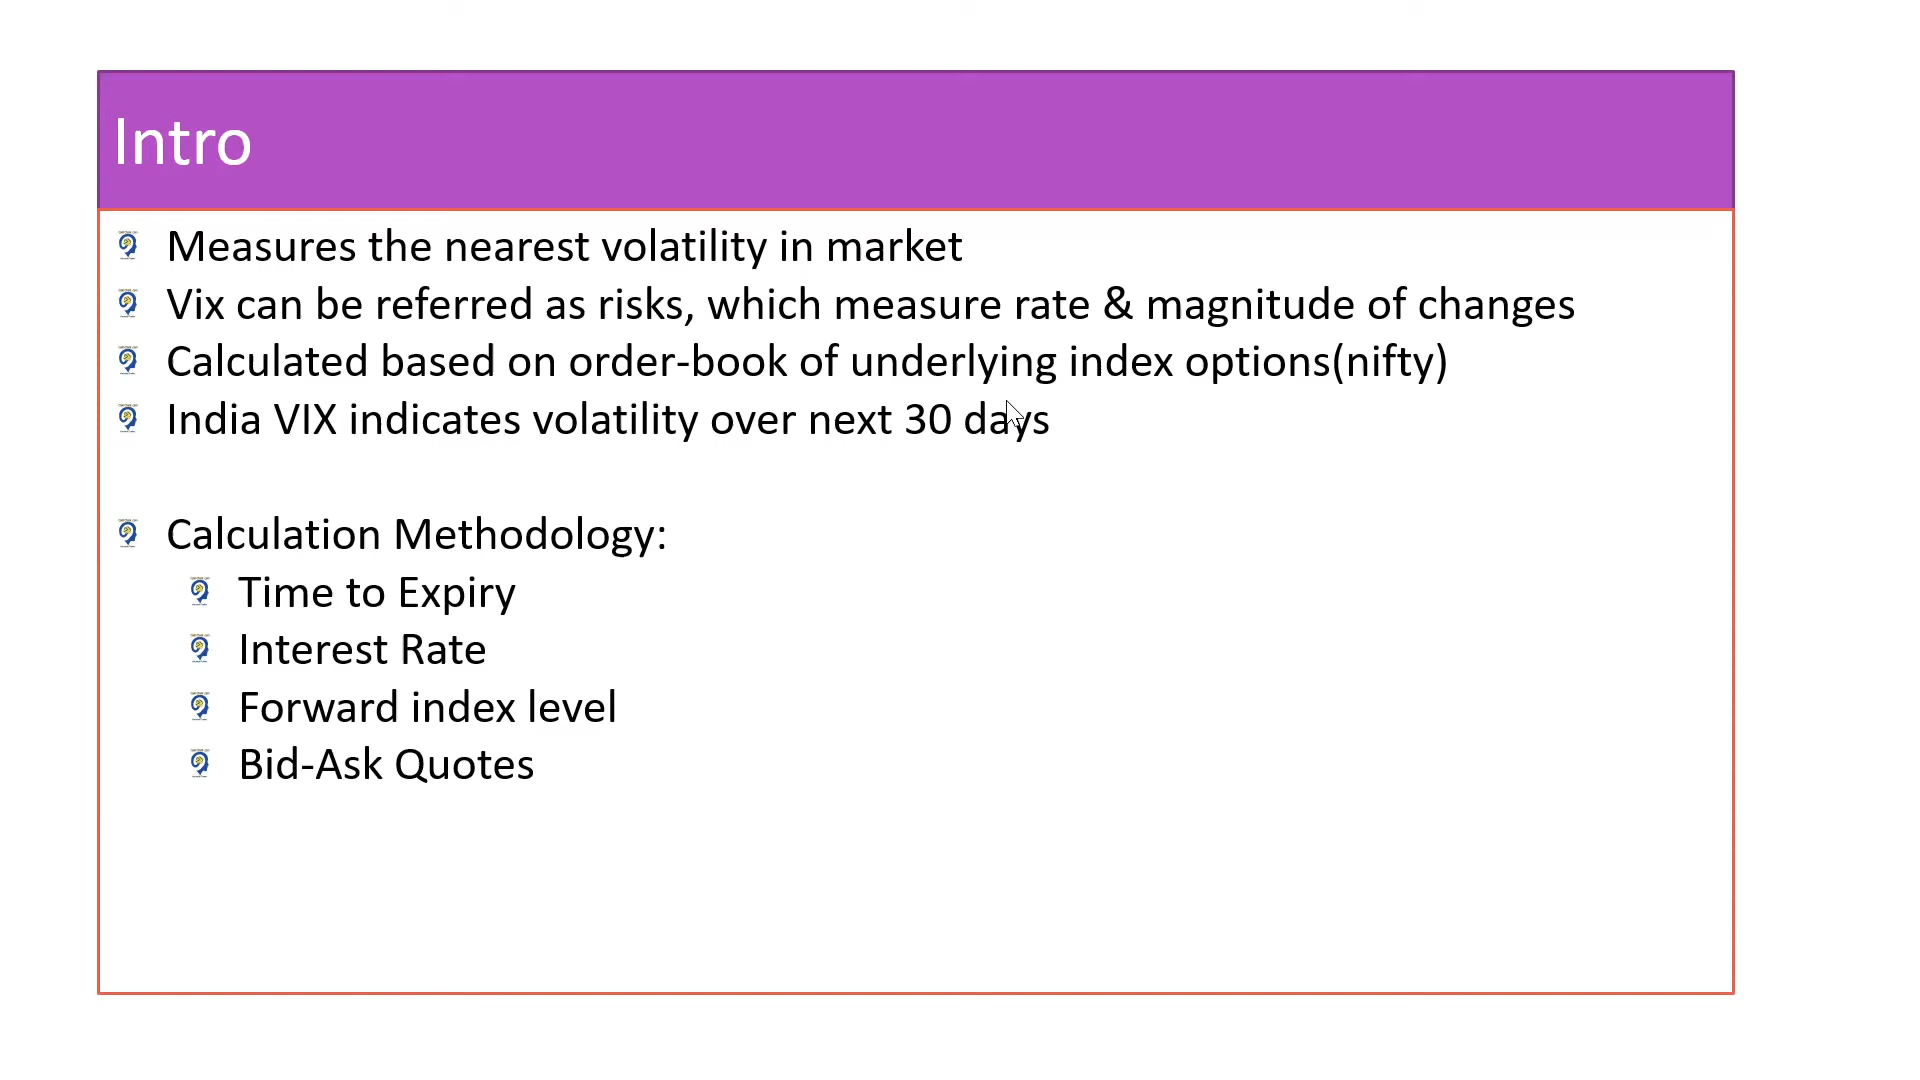 Intro
Measures the nearest volatility in market
Vix can be referred as risks, which measure rate & magnitude of changes
Calculated based on order-book of underlying index options(nifty)
India VIX indicates volatility over next 30 days
Calculation Methodology:
Time to Expiry
Interest Rate
Forward index level
Bid-Ask Quotes